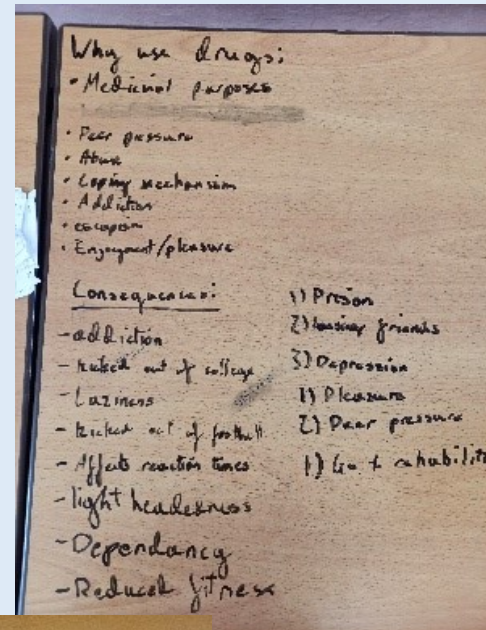 Why use drugs:
• Medicinal purposes
• Peer pressure
• Abuse
• Coping mechanism
• Addiction
• escapism
• Enjoyment/pleasure
Consequences:
- addiction
- kicked out of college
- Laziness
- kicked out of football
- Affects reaction times
- light headedness
- Dependancy
- Reduced fitness
1) Prison
2) loosing friends
3) Depression
1) Pleasure
2) Peer pressure
1) Go to